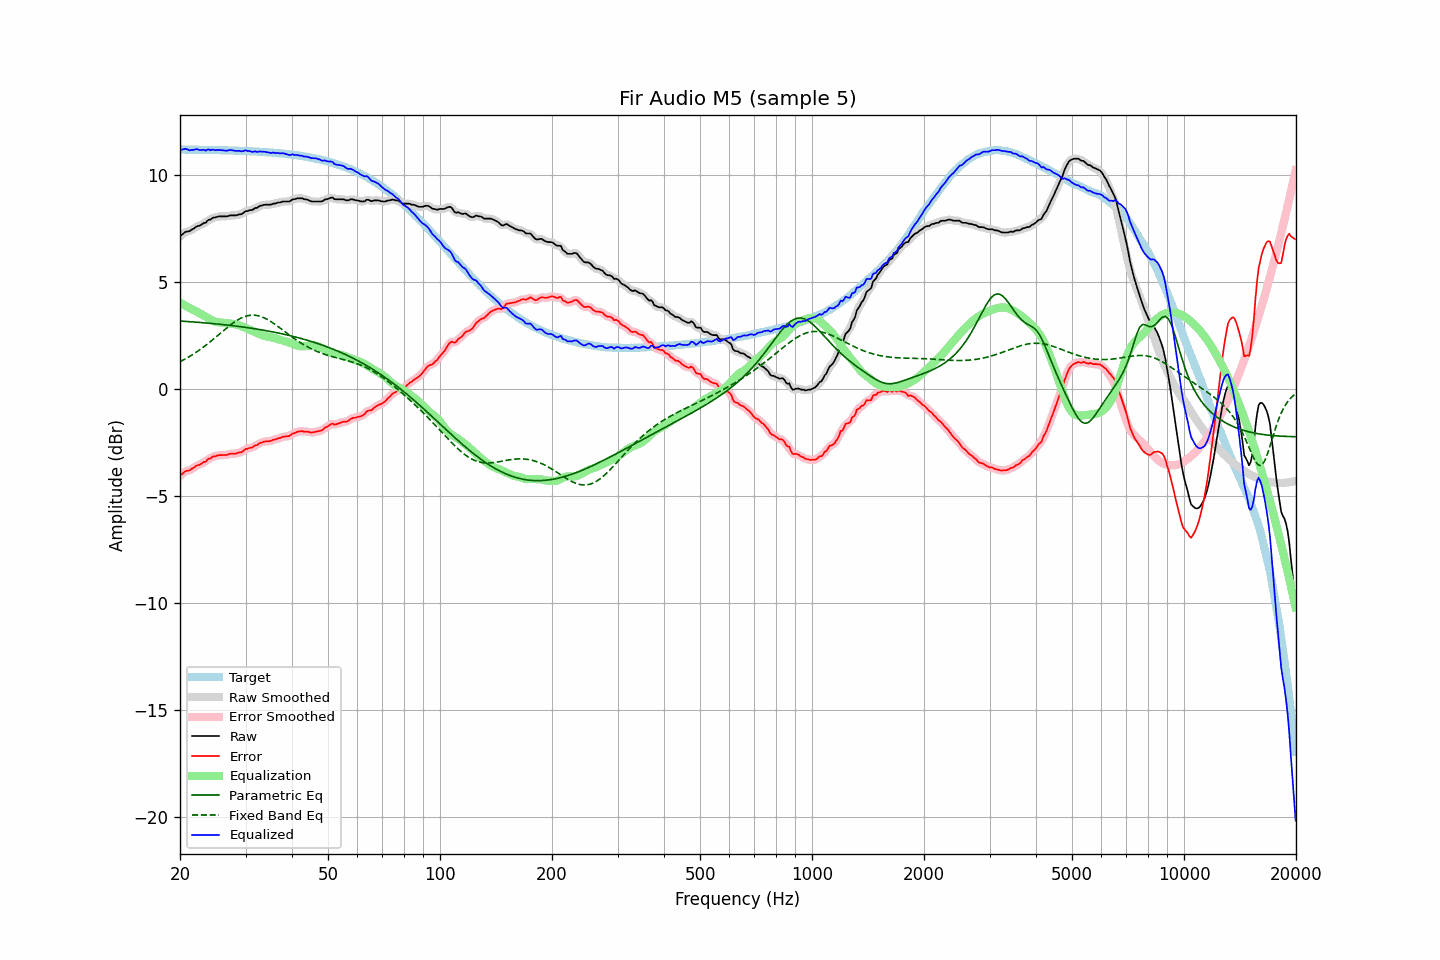 Fir Audio M5 (sample 5)
Amplitude (dBr)
10
5
0
−5
−10
−15
−20
Target
Raw Smoothed
Error Smoothed
Raw
Error
Equalization
Parametric Eq
Fixed Band Eq
Equalized
20 50 100 200 500 1000 2000 5000 10000 20000
Frequency (Hz)